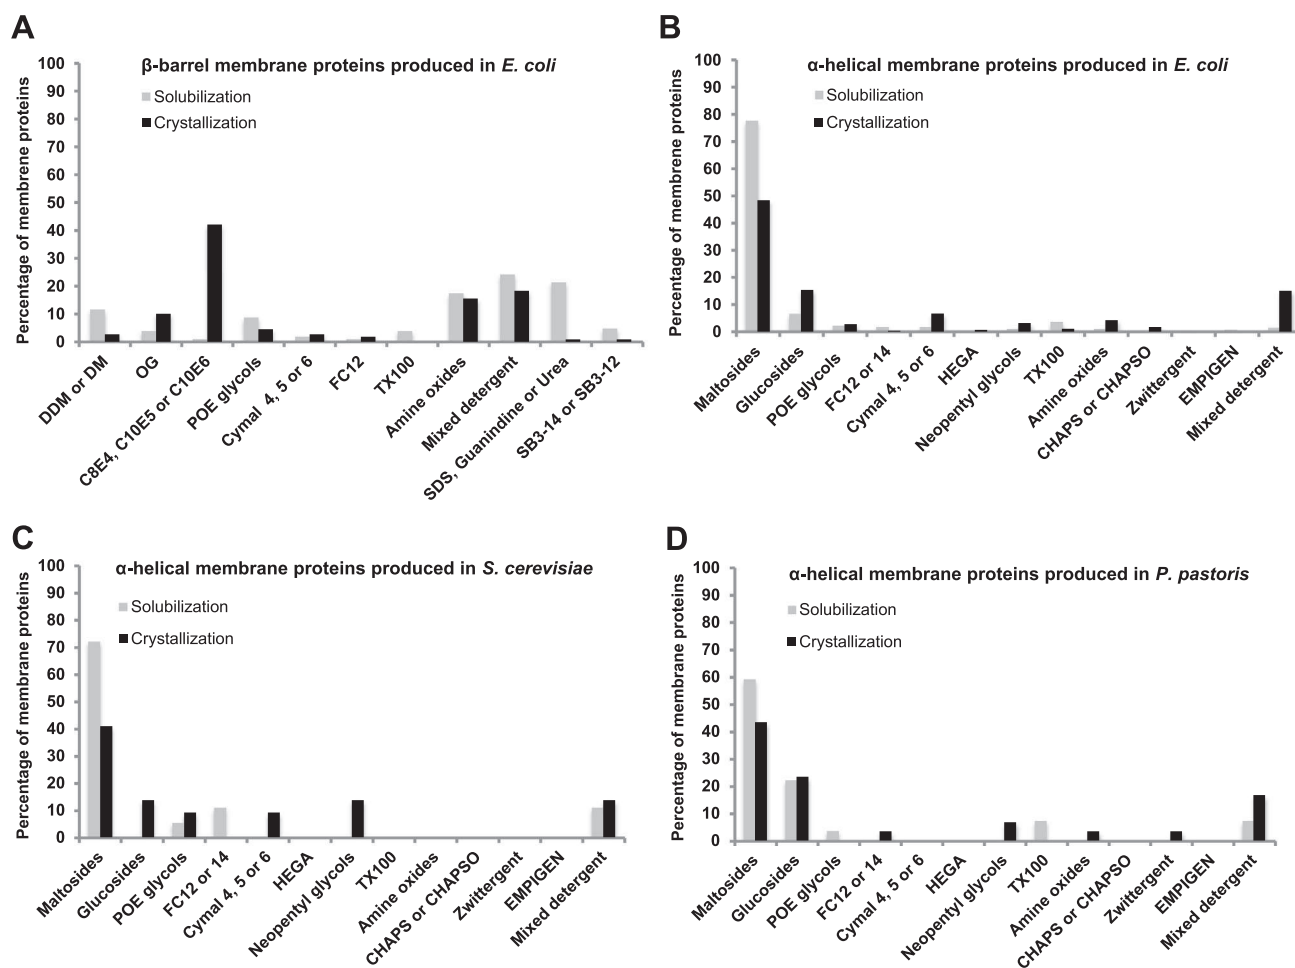 A
β-barrel membrane proteins produced in E. coli
Solubilization
Crystallization
Percentage of membrene proteins
100
90
80
70
60
50
40
30
20
10
0
DDM or DM
OG
C8E4, C10E5 or C10E6
POE glycols
Cymal 4, 5 or 6
FC12
TX100
Amine oxides
Mixed detergent
SDS, Guanindine or Urea
SB3-14 or SB3-12
B
α-helical membrane proteins produced in E. coli
Solubilization
Crystallization
Percentage of membrane proteins
100
90
80
70
60
50
40
30
20
10
0
Maltosides
Glucosides
POE glycols
FC12 or 14
Cymal 4, 5 or 6
HEGA
Neopentyl glycols
TX100
Amine oxides
CHAPS or CHAPSO
Zwittergent
EMPIGEN
Mixed detergent
C
α-helical membrane proteins produced in S. cerevisiae
Solubilization
Crystallization
Percentage of membrane proteins
100
90
80
70
60
50
40
30
20
10
0
Maltosides
Glucosides
POE glycols
FC12 or 14
Cymal 4, 5 or 6
HEGA
Neopentyl glycols
TX100
Amine oxides
CHAPS or CHAPSO
Zwittergent
EMPIGEN
Mixed detergent
D
α-helical membrane proteins produced in P. pastoris
Solubilization
Crystallization
Percentage of membrane proteins
100
90
80
70
60
50
40
30
20
10
0
Maltosides
Glucosides
POE glycols
FC12 or 14
Cymal 4, 5 or 6
HEGA
Neopentyl glycols
TX100
Amine oxides
CHAPS or CHAPSO
Zwittergent
EMPIGEN
Mixed detergent